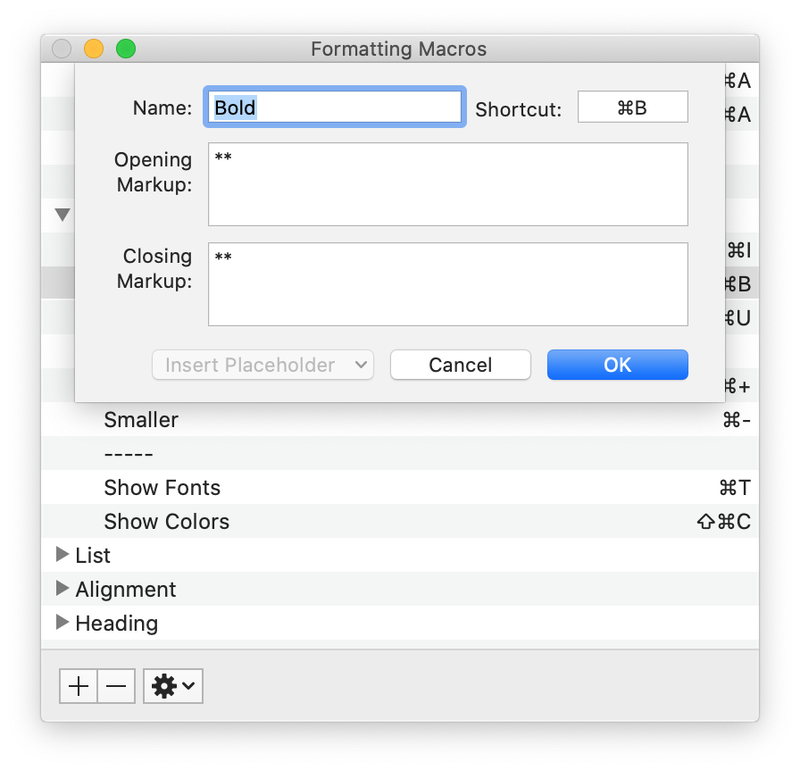 Formatting Macros
⌘A
Name: Bold Shortcut: ⌘B
⌘A
Opening
Markup:
**
⌘I
Closing
Markup:
**
⌘B
⌘U
Insert Placeholder Cancel OK
⌘+
Smaller ⌘-
-----
Show Fonts ⌘T
Show Colors ⇧⌘C
List
Alignment
Heading